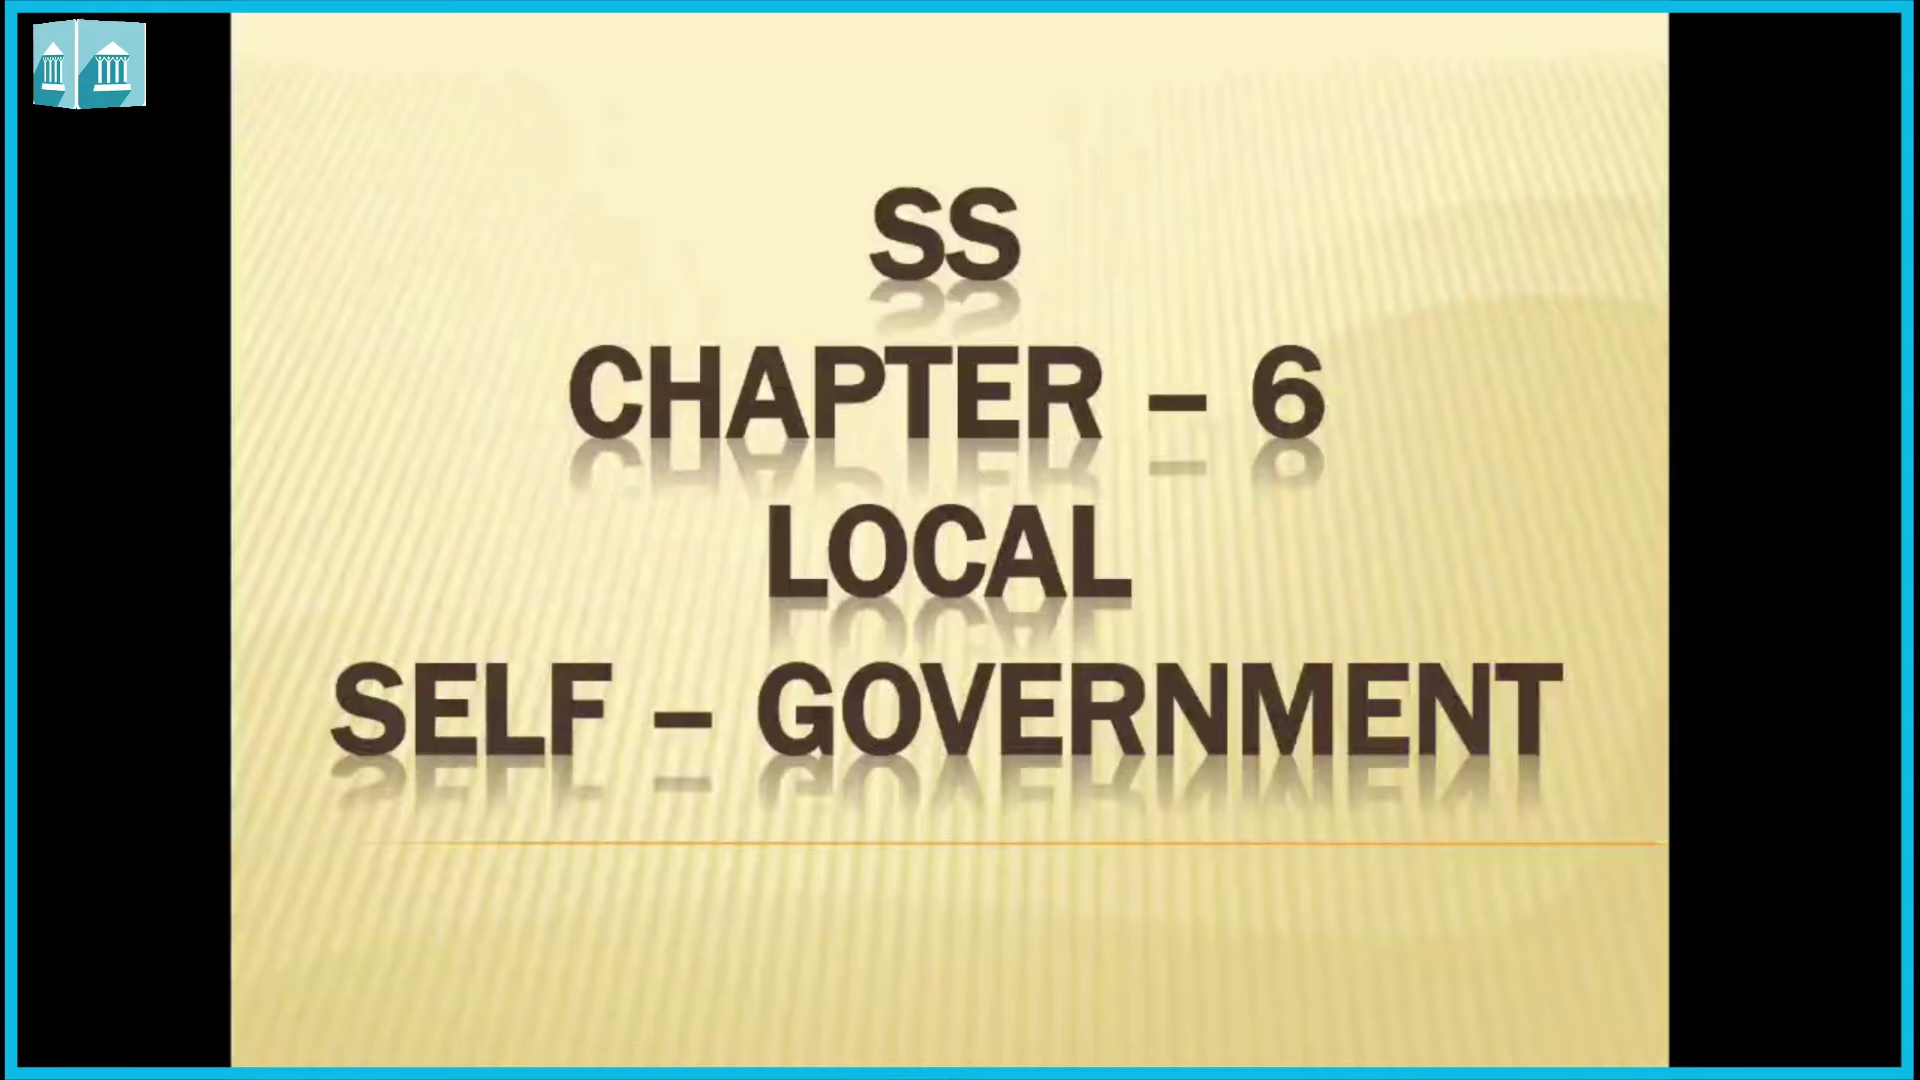 SS
CHAPTER – 6
LOCAL
SELF – GOVERNMENT